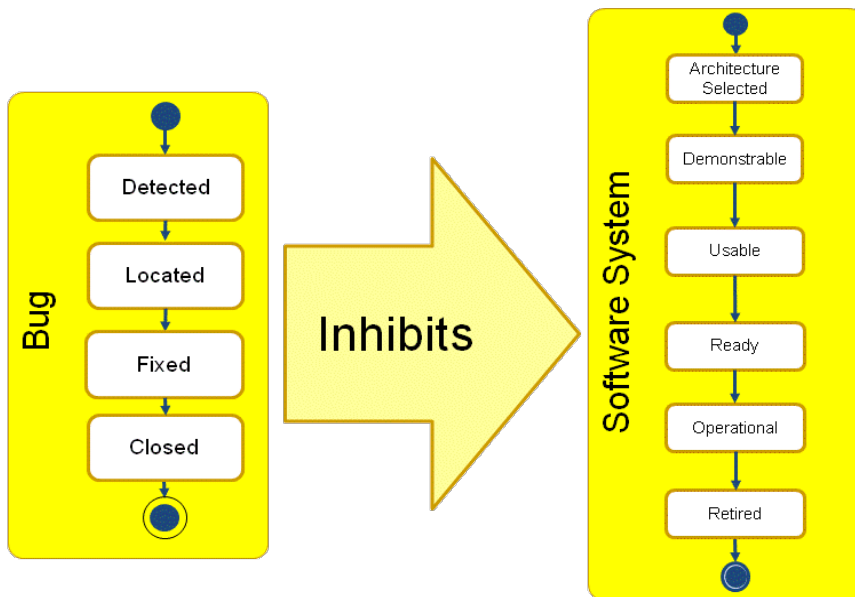 Bug
Detected
Located
Fixed
Closed
Inhibits
Software System
Architecture
Selected
Demonstrable
Usable
Ready
Operational
Retired